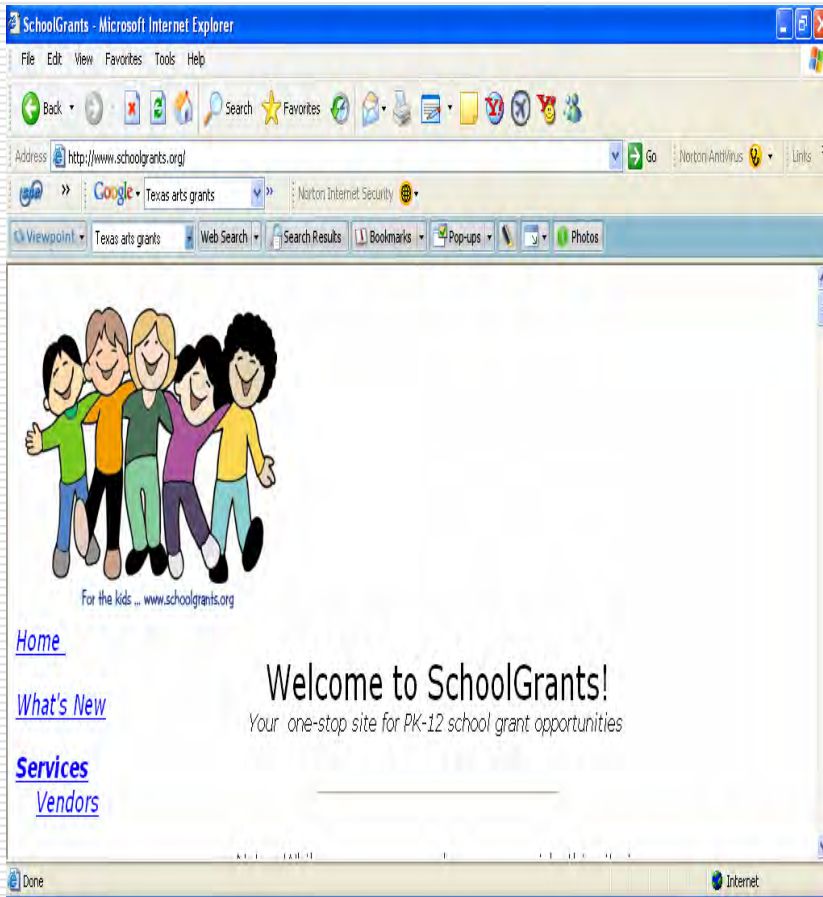 SchoolGrants - Microsoft Internet Explorer
File Edit View Favorites Tools Help
Back Search Favorites
Address http://www.schoolgrants.org/ Go Norton AntiVirus Links
» Google Texas arts grants » Norton Internet Security
Viewpoint Texas arts grants Web Search Search Results Bookmarks Pop-ups Photos
For the kids ... www.schoolgrants.org
Home
What's New
Welcome to SchoolGrants!
Your one-stop site for PK-12 school grant opportunities
Services
Vendors
Done Internet